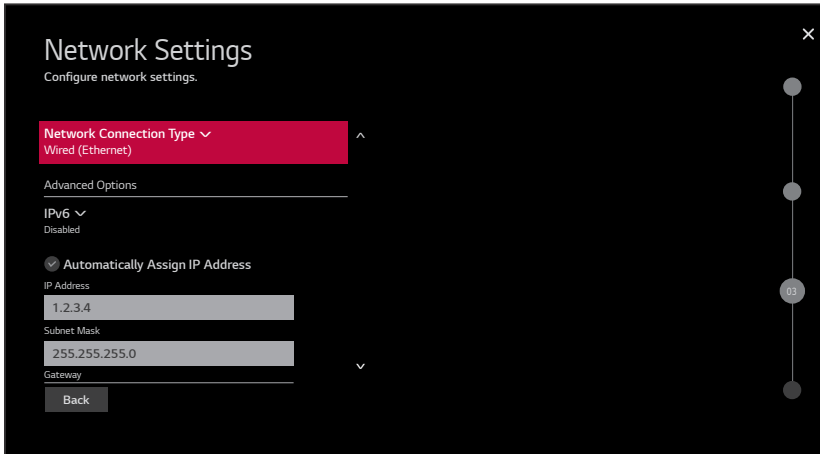 Network Settings
Configure network settings.
Network Connection Type
Wired (Ethernet)
Advanced Options
IPv6
Disabled
Automatically Assign IP Address
IP Address
1.2.3.4
Subnet Mask
255.255.255.0
Gateway
Back
03